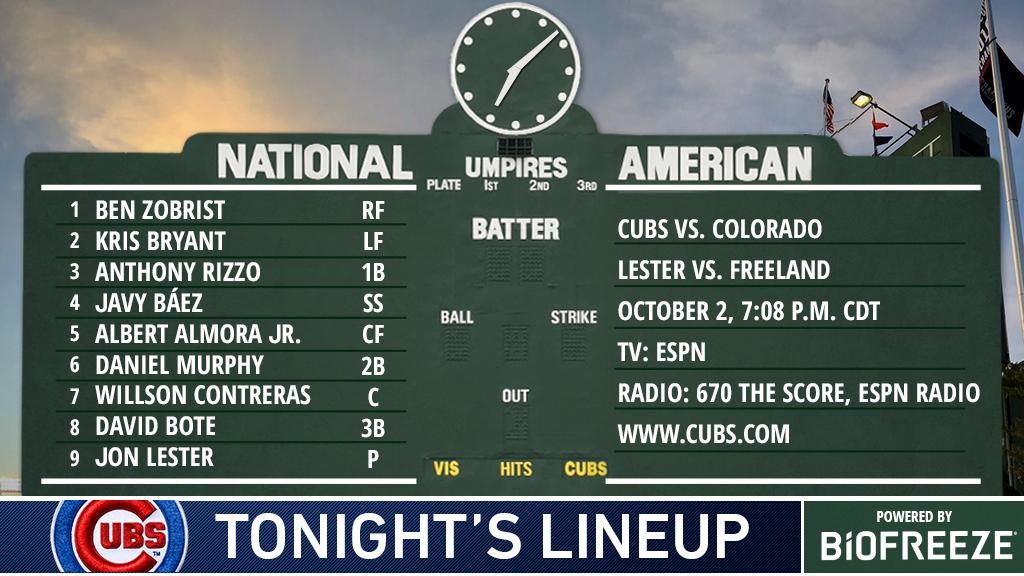 NATIONAL
UMPIRES
AMERICAN
PLATE 1ST 2ND 3RD
1 BEN ZOBRIST RF
2 KRIS BRYANT LF
3 ANTHONY RIZZO 1B
4 JAVY BÁEZ SS
5 ALBERT ALMORA JR. CF
6 DANIEL MURPHY 2B
7 WILLSON CONTRERAS C
8 DAVID BOTE 3B
9 JON LESTER P
BATTER
BALL STRIKE
OUT
VIS HITS CUBS
CUBS VS. COLORADO
LESTER VS. FREELAND
OCTOBER 2, 7:08 P.M. CDT
TV: ESPN
RADIO: 670 THE SCORE, ESPN RADIO
WWW.CUBS.COM
CUBS
TM
TONIGHT'S LINEUP
POWERED BY
BIOFREEZE